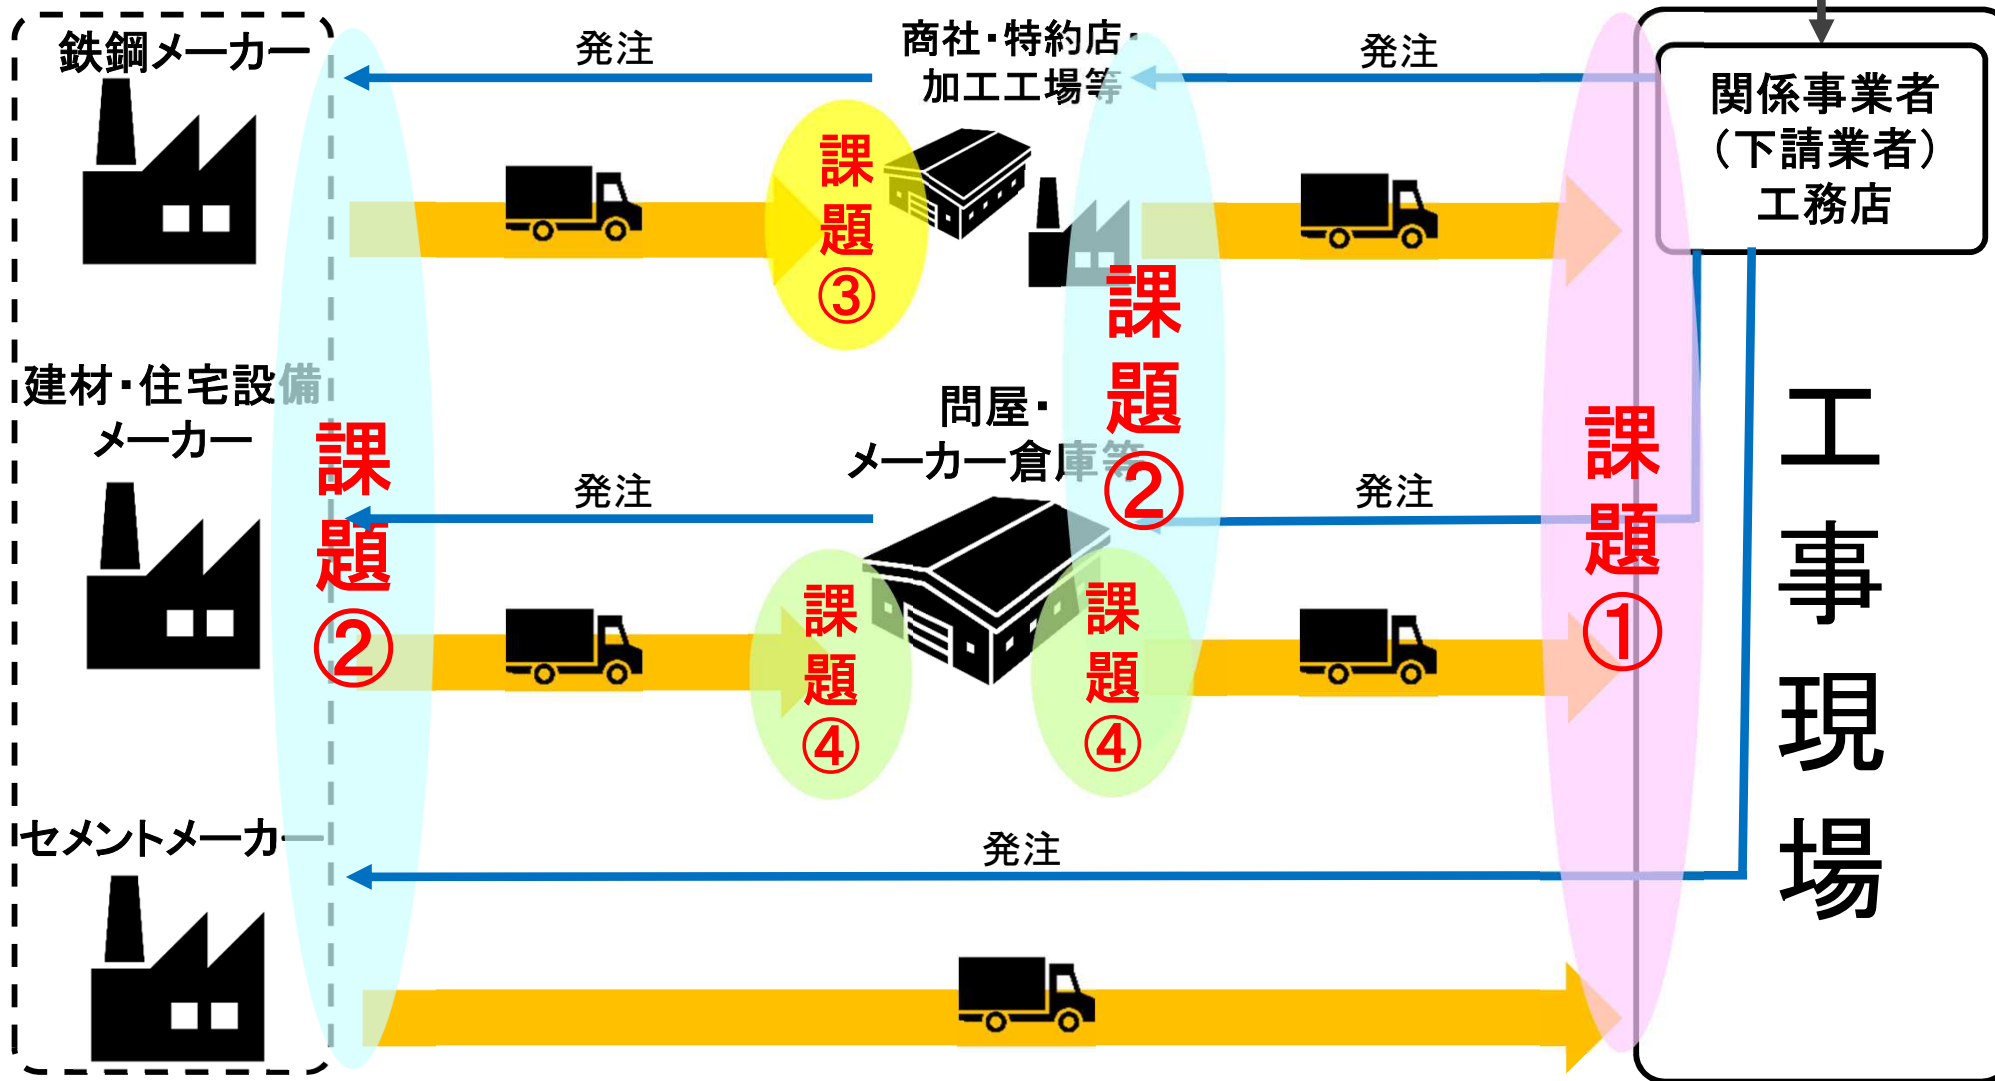 鉄鋼メーカー
発注
商社・特約店・
加工工場等
発注
関係事業者
（下請業者）
工務店
課題③
建材・住宅設備
メーカー
発注
問屋・
メーカー倉庫等
発注
課題②
課題②
課題①
課題④
課題④
工事現場
セメントメーカー
発注